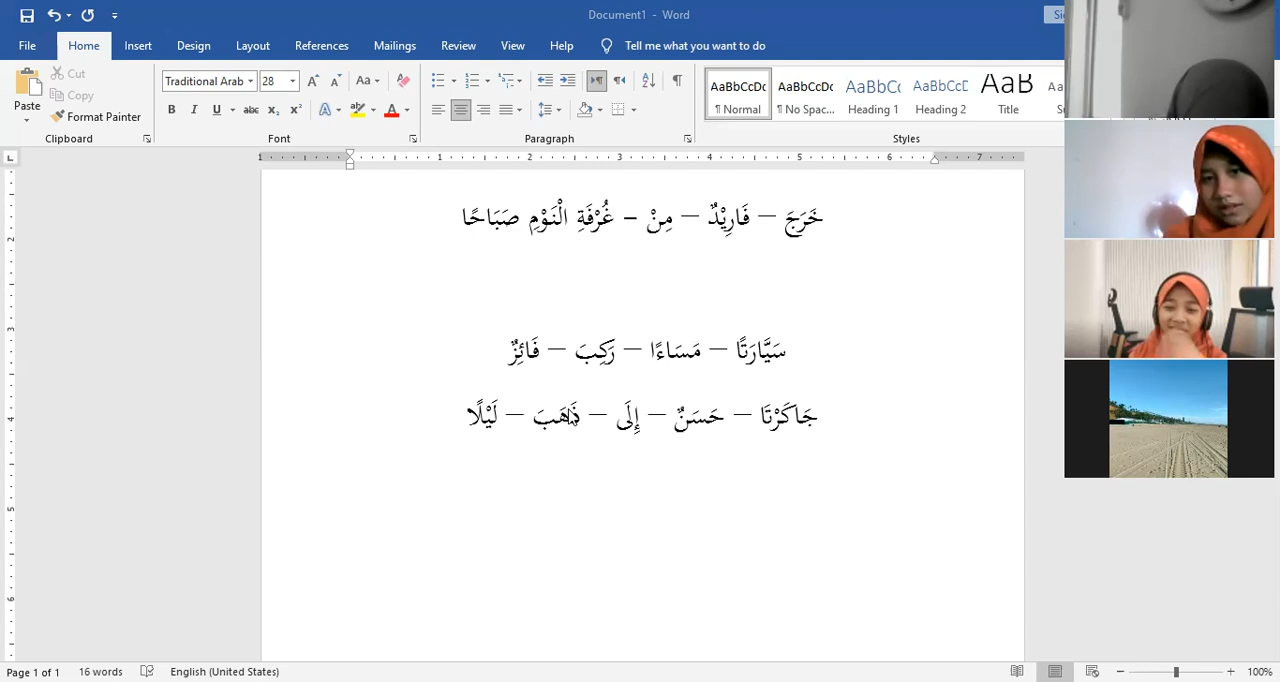 Document1 - Word
File Home Insert Design Layout References Mailings Review View Help Tell me what you want to do
Cut
Copy
Format Painter
Paste
Traditional Arab 28
AaBbCcDc AaBbCcDc AaBbCc AaBbCcD AaB
¶ Normal ¶ No Spac... Heading 1 Heading 2 Title
Clipboard Font Paragraph Styles
خَرَجَ – فَارِيْدٌ – مِنْ – غُرْفَةِ الْنَوْمِ صَبَاحًا
سَيَّارَتًا – مَسَاءًا – رَكِبَ – فَائِزٌ
جَاكَرْتَا – حَسَنٌ – إِلَى – ذَاهَبَ – لَيْلًا
Page 1 of 1 16 words English (United States) 100%